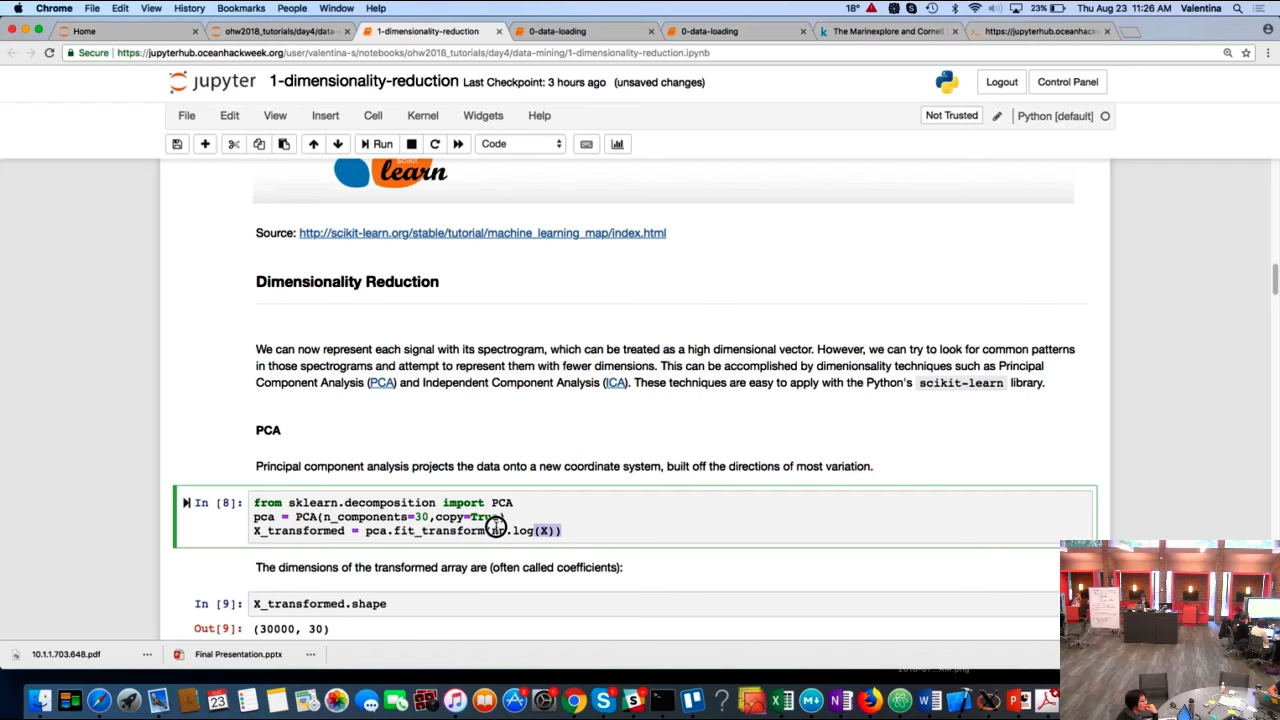 Chrome File Edit View History Bookmarks People Window Help 18° 23% Thu Aug 23 11:26 AM Valentina
Home ohw2018_tutorials/day4/data- 1-dimensionality-reduction 0-data-loading 0-data-loading The Marinexplore and Cornell https://jupyterhub.oceanhackw
Secure https://jupyterhub.oceanhackweek.org/user/valentina-s/notebooks/ohw2018_tutorials/day4/data-mining/1-dimensionality-reduction.ipynb
jupyter 1-dimensionality-reduction Last Checkpoint: 3 hours ago (unsaved changes) Logout Control Panel
File Edit View Insert Cell Kernel Widgets Help Not Trusted Python [default]
Run Code
scikit
learn
Source: http://scikit-learn.org/stable/tutorial/machine_learning_map/index.html
Dimensionality Reduction
We can now represent each signal with its spectrogram, which can be treated as a high dimensional vector. However, we can try to look for common patterns
in those spectrograms and attempt to represent them with fewer dimensions. This can be accomplished by dimenionsality techniques such as Principal
Component Analysis (PCA) and Independent Component Analysis (ICA). These techniques are easy to apply with the Python's scikit-learn library.
PCA
Principal component analysis projects the data onto a new coordinate system, built off the directions of most variation.
In [8]: from sklearn.decomposition import PCA
pca = PCA(n_components=30,copy=True)
X_transformed = pca.fit_transform .log(X))
The dimensions of the transformed array are (often called coefficients):
In [9]: X_transformed.shape
Out[9]: (30000, 30)
10.1.1.703.648.pdf Final Presentation.pptx